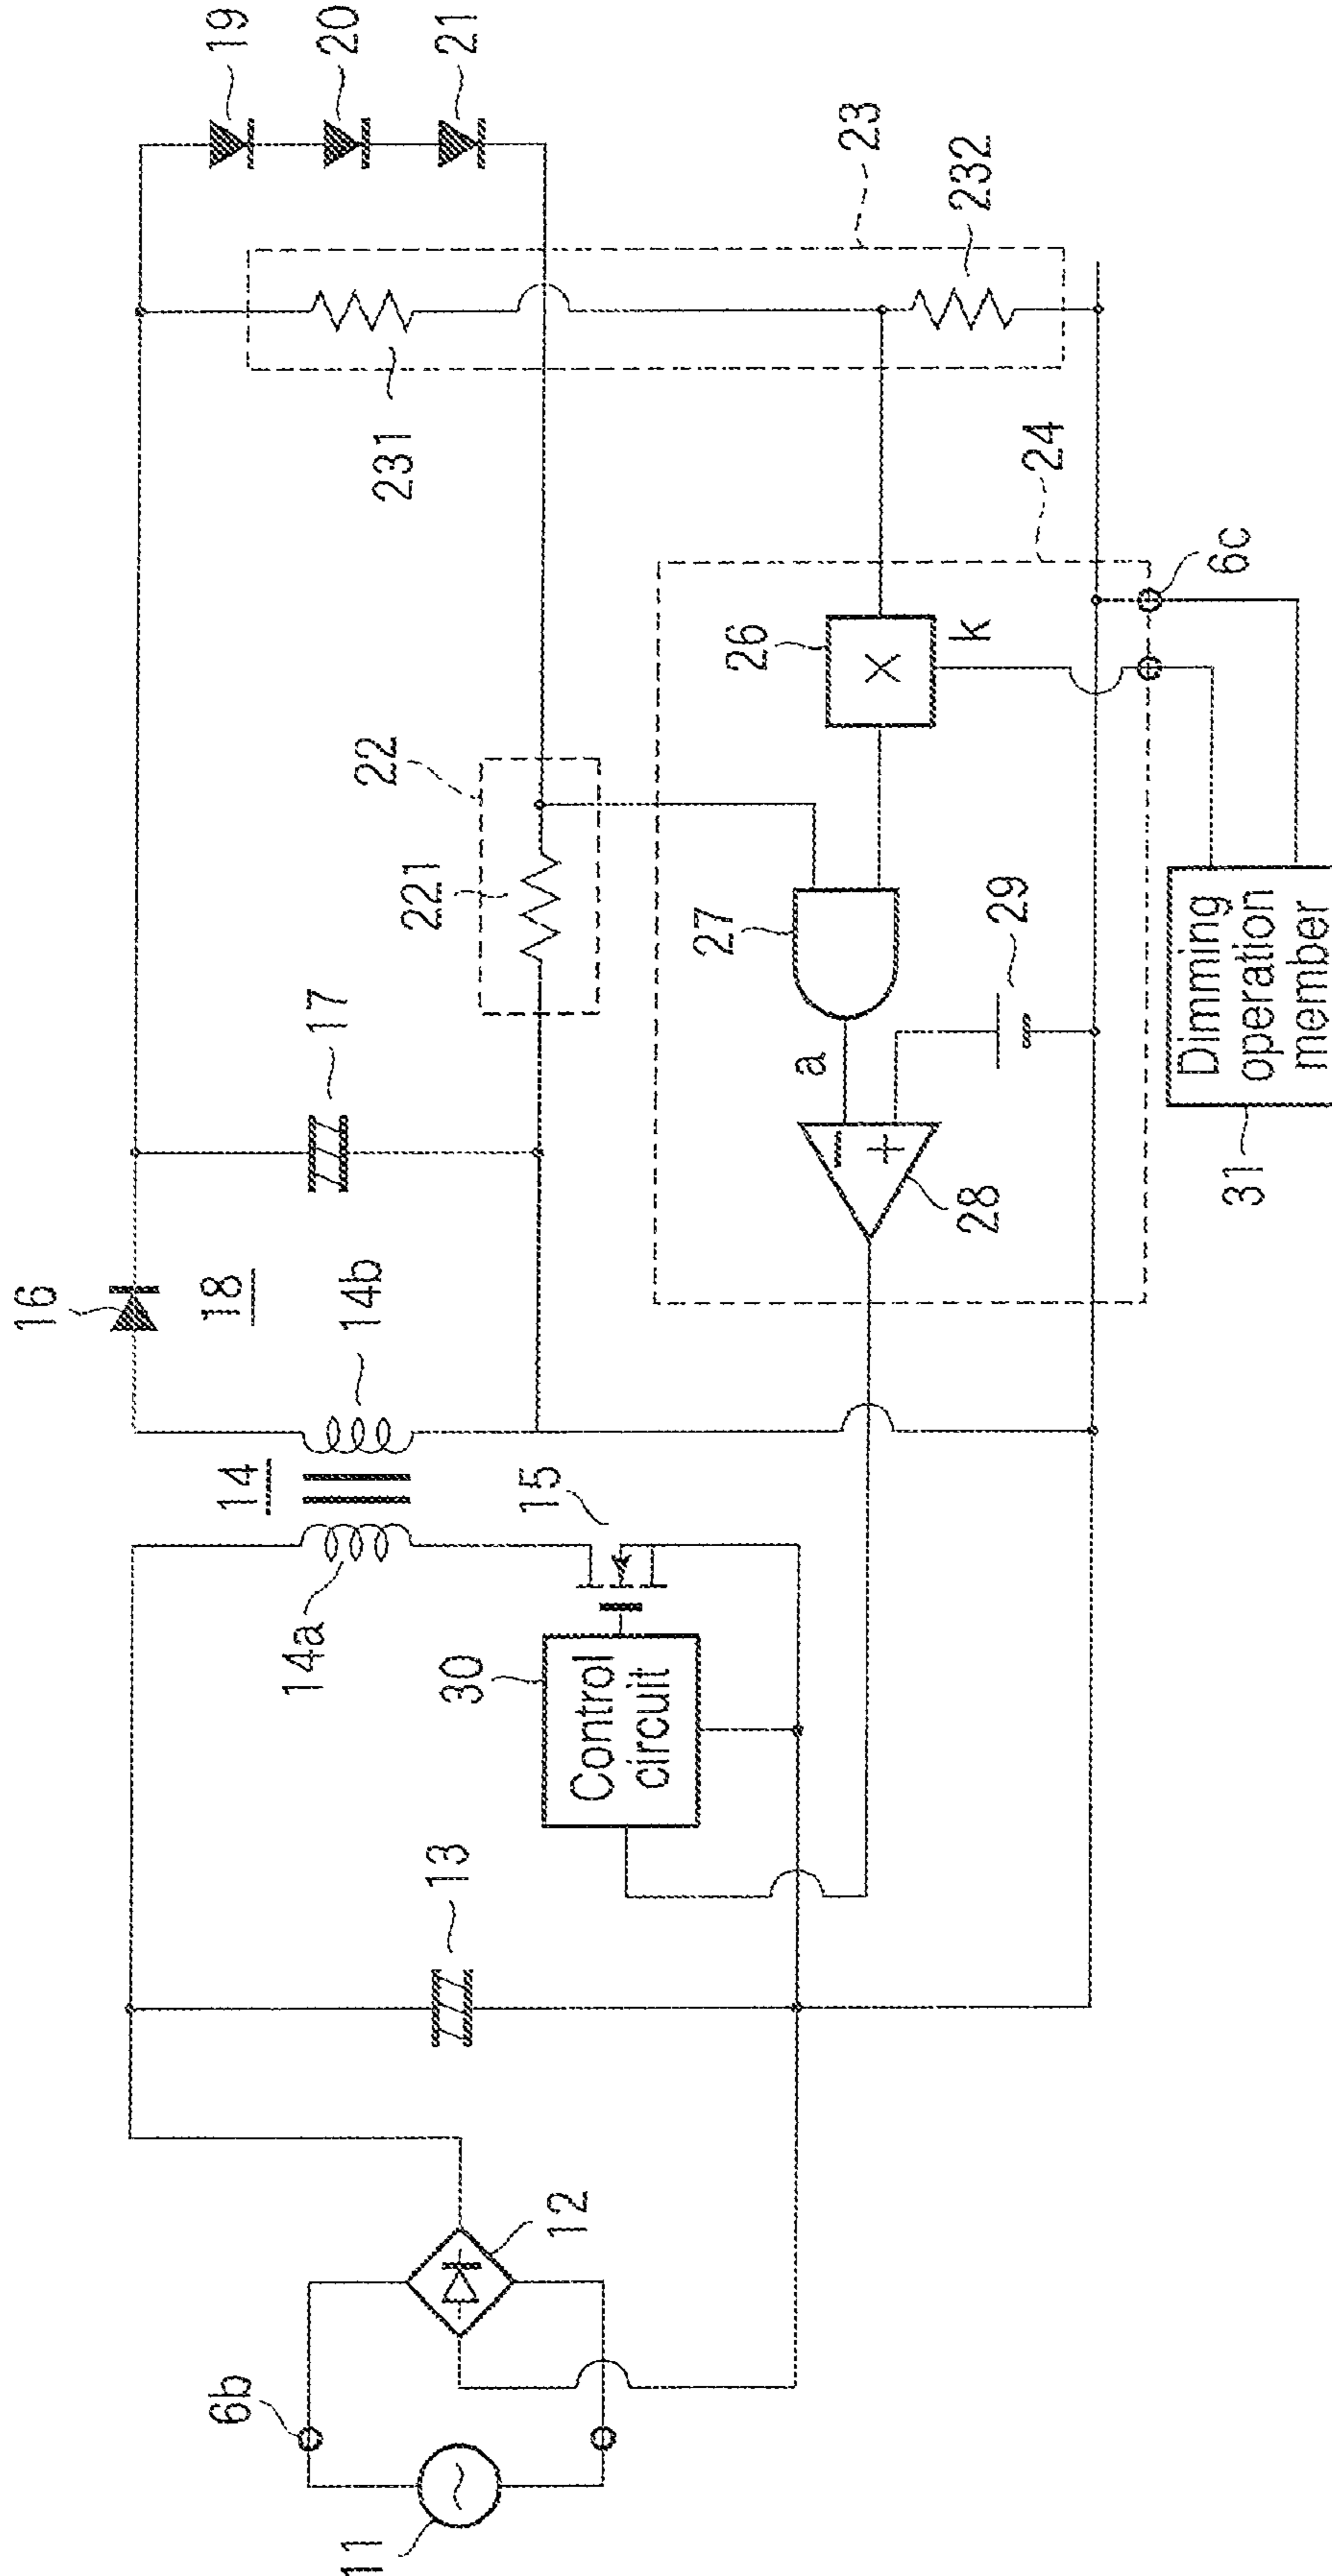 19
20
21
23
232
231
24
6c
26
k
×
22
221
27
29
a
−
+
28
Dimming
operation
member
31
17
16
18
14b
14
15
14a
30
Control
circuit
13
12
6b
~
11